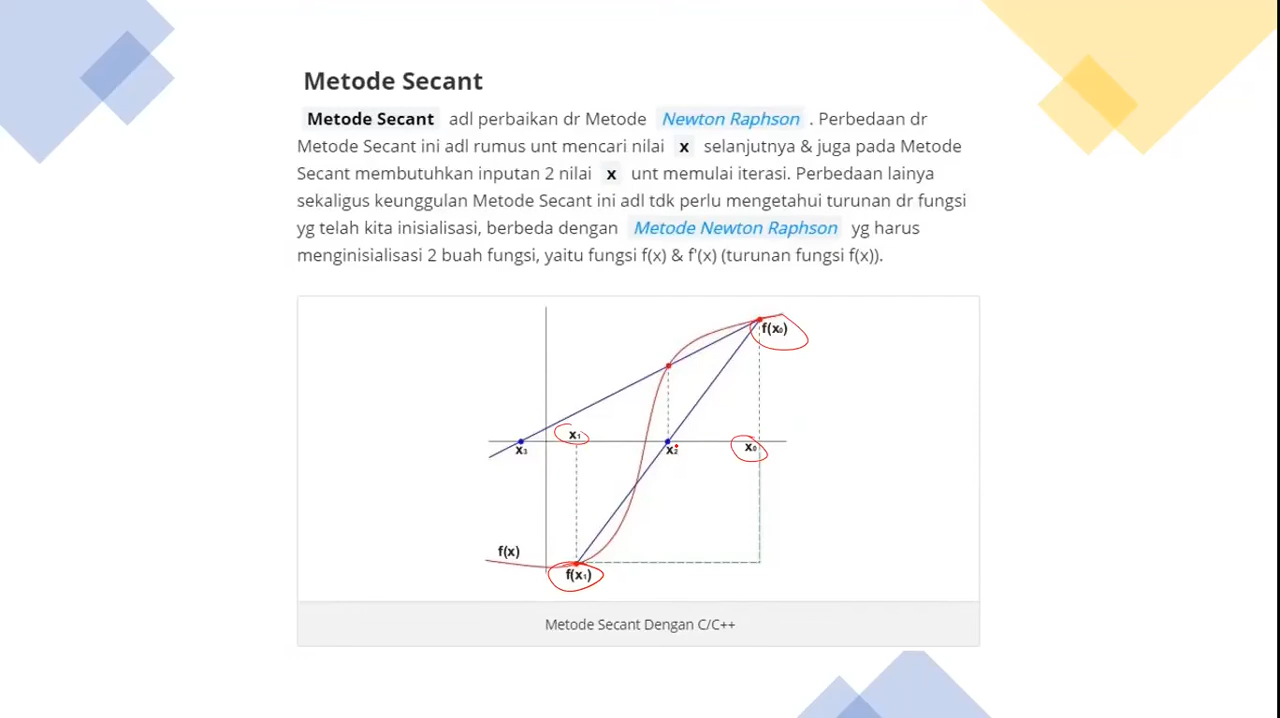 Metode Secant
Metode Secant adl perbaikan dr Metode Newton Raphson . Perbedaan dr
Metode Secant ini adl rumus unt mencari nilai x selanjutnya & juga pada Metode
Secant membutuhkan inputan 2 nilai x unt memulai iterasi. Perbedaan lainya
sekaligus keunggulan Metode Secant ini adl tdk perlu mengetahui turunan dr fungsi
yg telah kita inisialisasi, berbeda dengan Metode Newton Raphson yg harus
menginisialisasi 2 buah fungsi, yaitu fungsi f(x) & f'(x) (turunan fungsi f(x)).
f(x₀)
x₁
x₃
x₂
x₀
f(x)
f(x₁)
Metode Secant Dengan C/C++